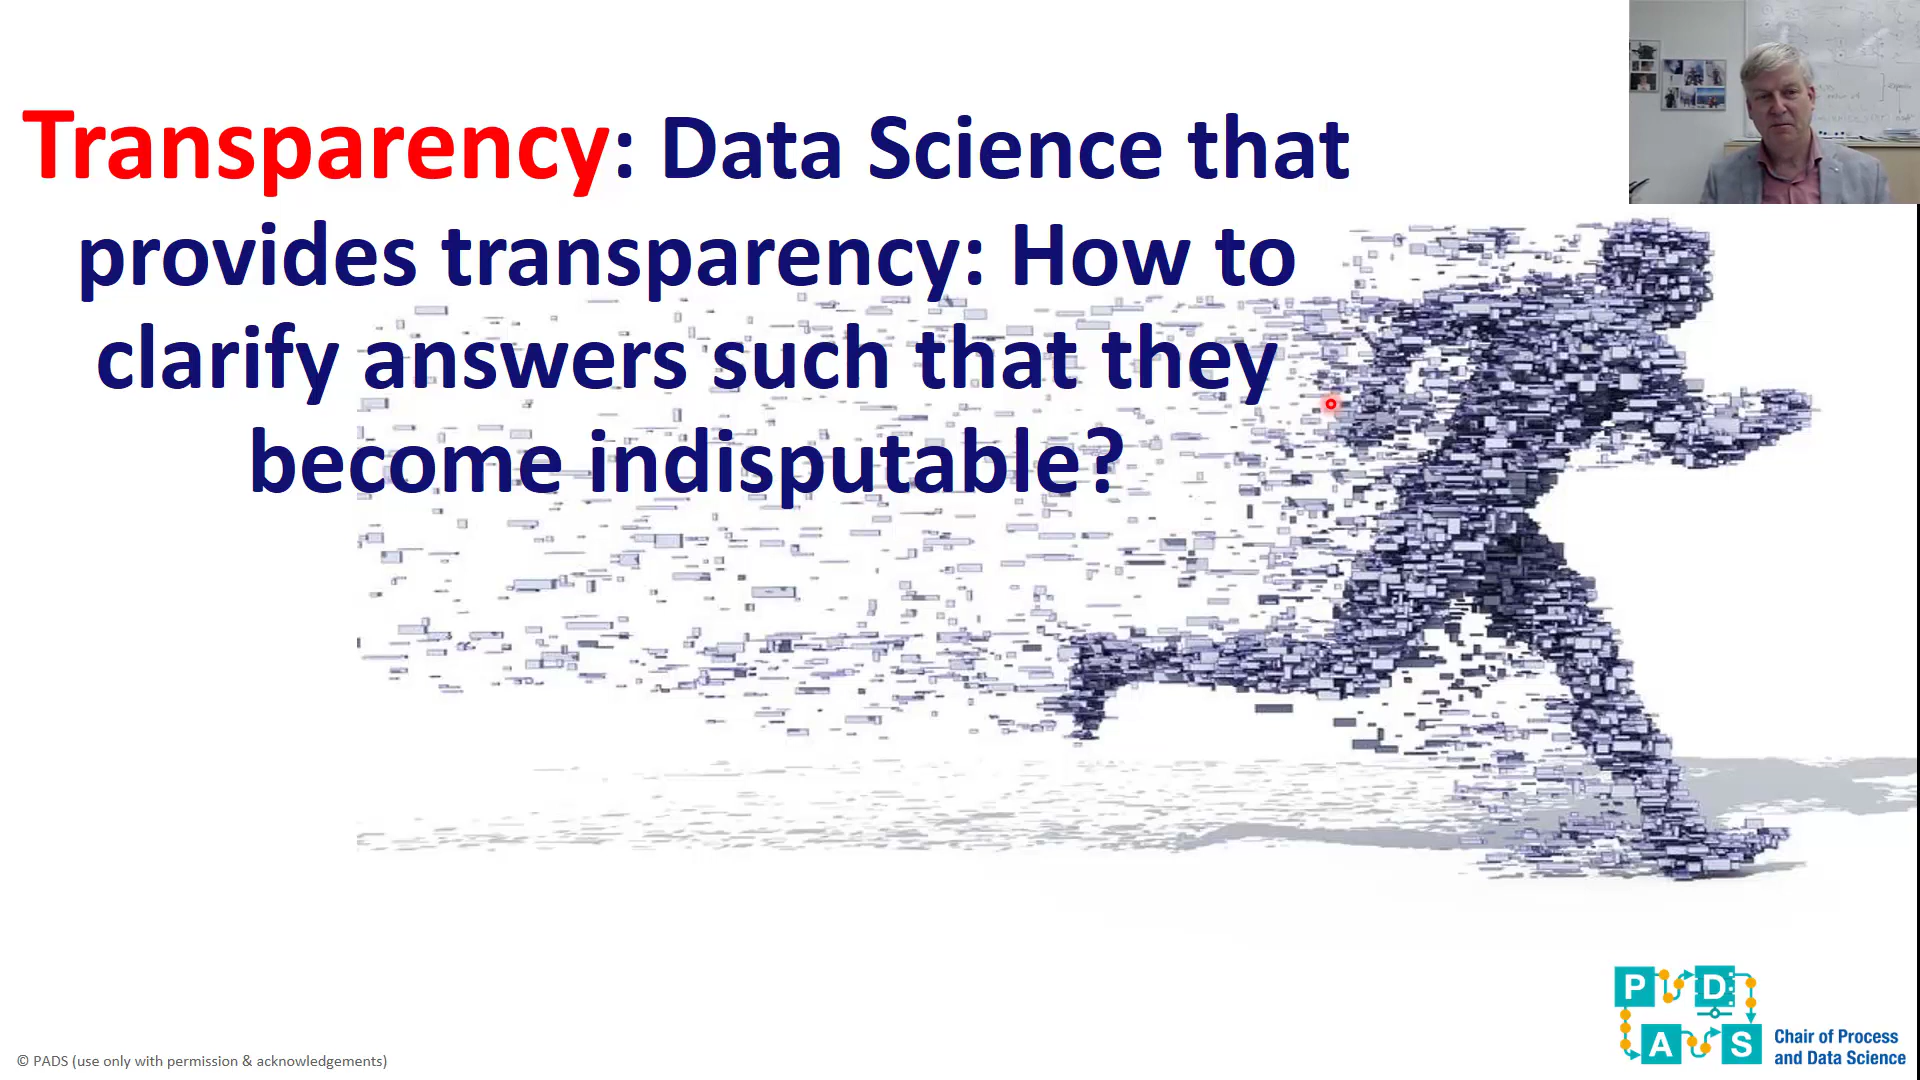 Transparency: Data Science that
provides transparency: How to
clarify answers such that they
become indisputable?
P D
A S
Chair of Process
and Data Science
© PADS (use only with permission & acknowledgements)